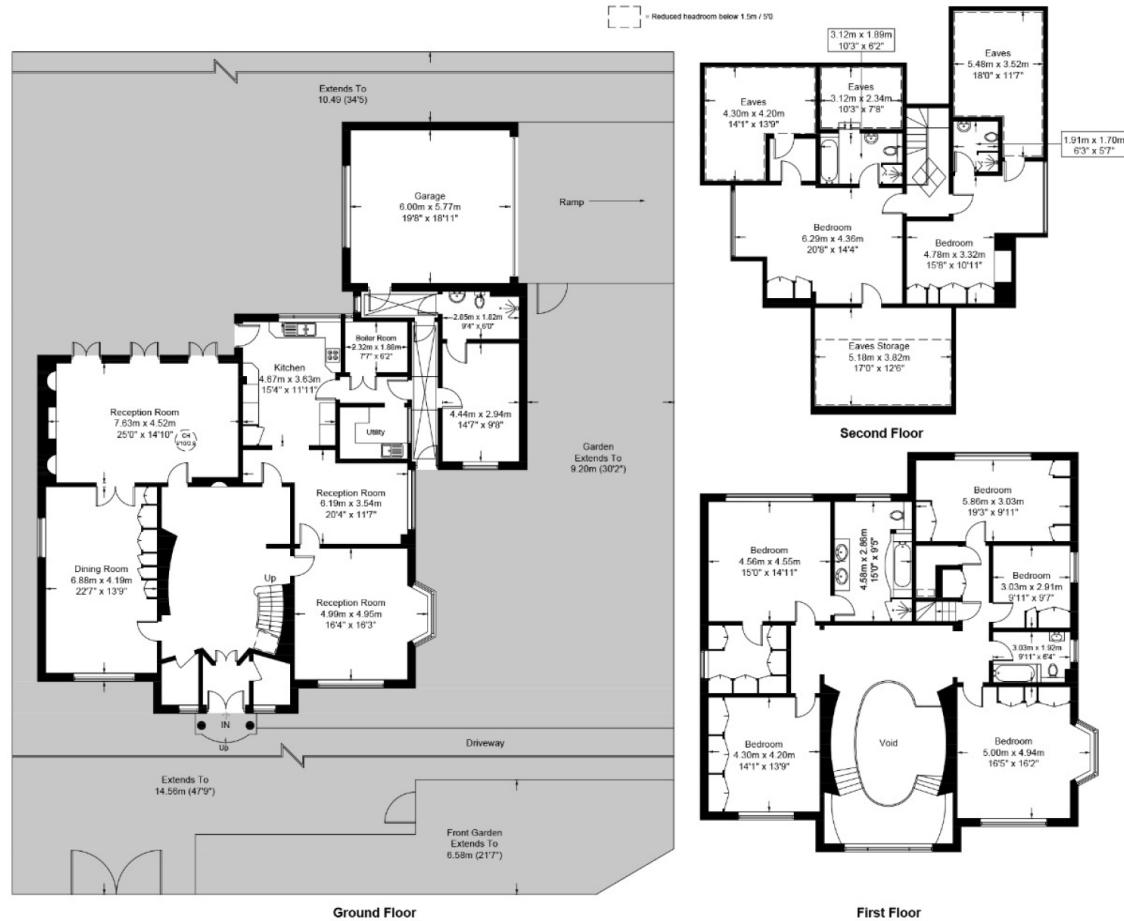 = Reduced headroom below 1.5m / 5'0
Extends To
10.49 (34'5)
Garage
6.00m x 5.77m
19'8" x 18'11"
Ramp
2.85m x 1.82m
9'4" x 6'0"
Boiler Room
2.32m x 1.88m
7'7" x 6'2"
Kitchen
4.67m x 3.63m
15'4" x 11'11"
Reception Room
7.63m x 4.52m
25'0" x 14'10"
CH
Utility
4.44m x 2.94m
14'7" x 9'8"
Garden
Extends To
9.20m (30'2")
Reception Room
6.19m x 3.54m
20'4" x 11'7"
Dining Room
6.88m x 4.19m
22'7" x 13'9"
Up
Reception Room
4.99m x 4.95m
16'4" x 16'3"
IN
Up
Driveway
Extends To
14.56m (47'9")
Front Garden
Extends To
6.58m (21'7")
Ground Floor
3.12m x 1.89m
10'3" x 6'2"
Eaves
5.48m x 3.52m
18'0" x 11'7"
Eaves
4.30m x 4.20m
14'1" x 13'9"
Eaves
3.12m x 2.34m
10'3" x 7'8"
1.91m x 1.70m
6'3" x 5'7"
Bedroom
6.29m x 4.36m
20'8" x 14'4"
Bedroom
4.78m x 3.32m
15'8" x 10'11"
Eaves Storage
5.18m x 3.82m
17'0" x 12'6"
Second Floor
Bedroom
5.86m x 3.03m
19'3" x 9'11"
Bedroom
4.56m x 4.55m
15'0" x 14'11"
4.58m x 2.86m
15'0" x 9'5"
Bedroom
3.03m x 2.91m
9'11" x 9'7"
3.03m x 1.92m
9'11" x 6'4"
Bedroom
4.30m x 4.20m
14'1" x 13'9"
Void
Bedroom
5.00m x 4.94m
16'5" x 16'2"
First Floor